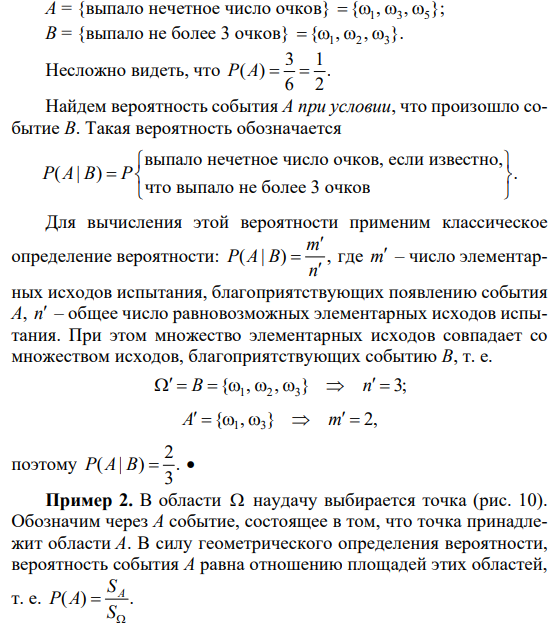 A = {выпало нечетное число очков} = {ω₁, ω₃, ω₅};
B = {выпало не более 3 очков} = {ω₁, ω₂, ω₃}.
Несложно видеть, что P(A) = 3/6 = 1/2.
Найдем вероятность события A при условии, что произошло со-
бытие B. Такая вероятность обозначается
P(A | B) = P{выпало нечетное число очков, если известно,
что выпало не более 3 очков}.
Для вычисления этой вероятности применим классическое
определение вероятности: P(A | B) = m′/n′, где m′ – число элементар-
ных исходов испытания, благоприятствующих появлению события
A, n′ – общее число равновозможных элементарных исходов испы-
тания. При этом множество элементарных исходов совпадает со
множеством исходов, благоприятствующих событию B, т. е.
Ω′ = B = {ω₁, ω₂, ω₃} ⇒ n′ = 3;
A′ = {ω₁, ω₃} ⇒ m′ = 2,
поэтому P(A | B) = 2/3. •
Пример 2. В области Ω наудачу выбирается точка (рис. 10).
Обозначим через A событие, состоящее в том, что точка принадле-
жит области A. В силу геометрического определения вероятности,
вероятность события A равна отношению площадей этих областей,
т. е. P(A) = S_A/S_Ω.